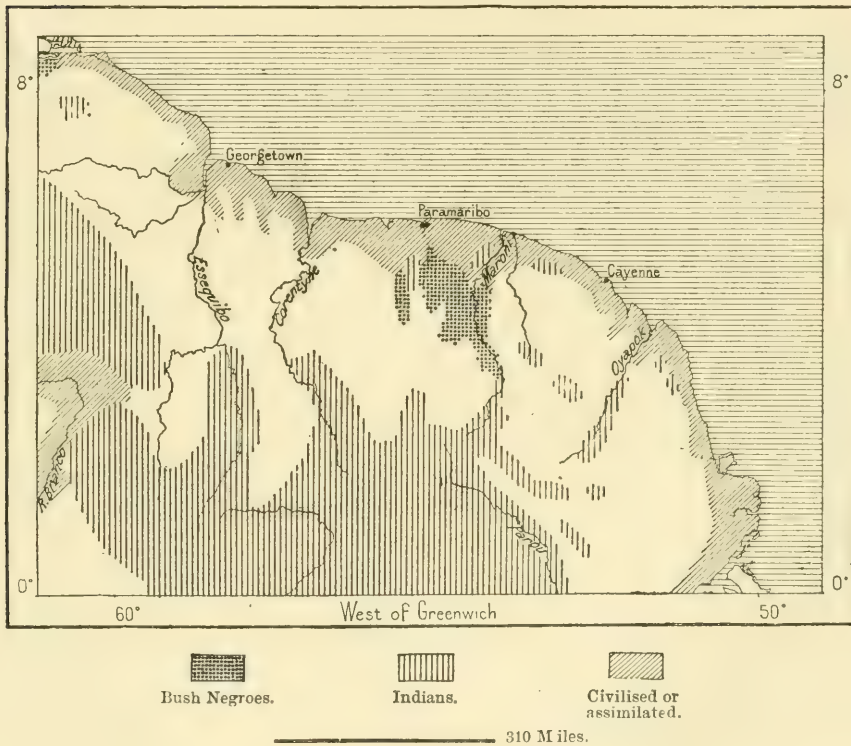 8°
8°
Georgetown
Paramaribo
Essequibo
Corentyne
R. Maroni
Cayenne
Oyapok
R. Branco
Parou
0°
0°
60°
West of Greenwich
50°
Bush Negroes.
Indians.
Civilised or
assimilated.
310 Miles.